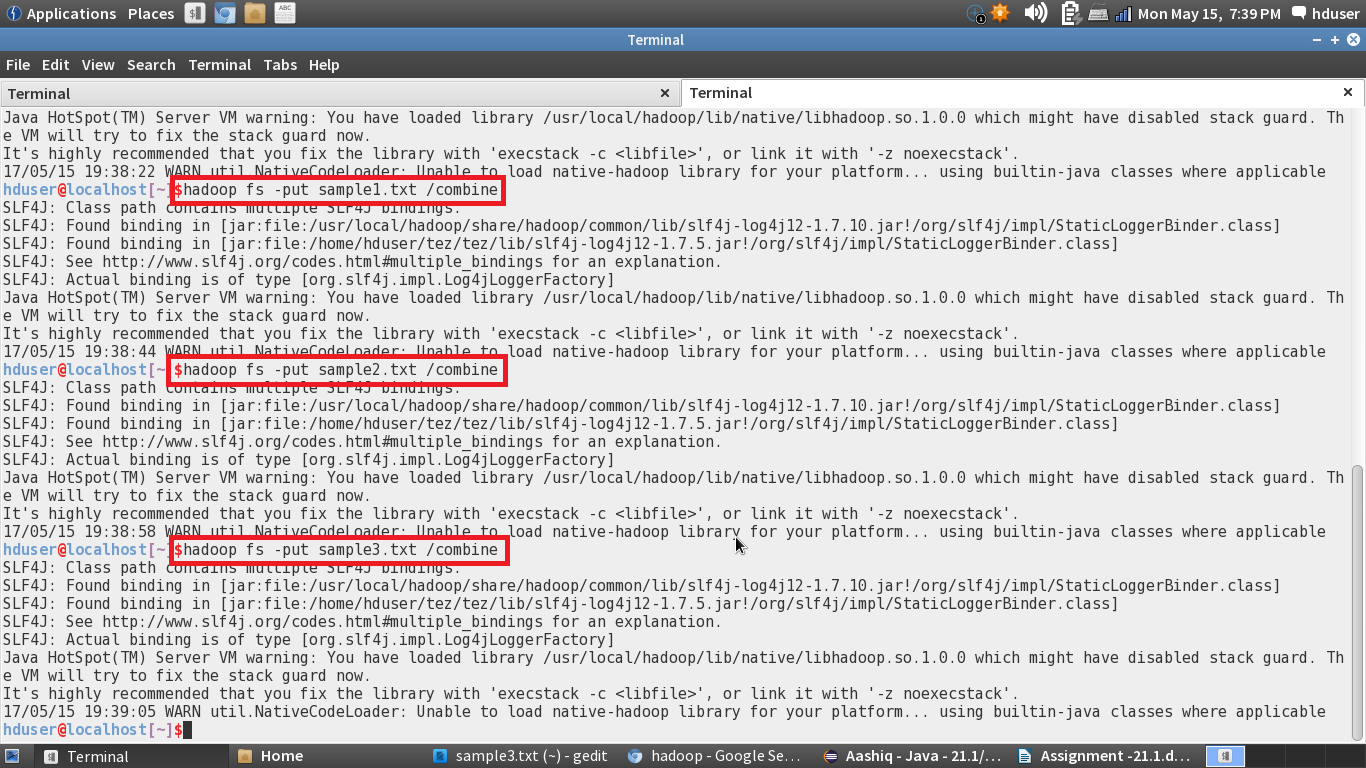 Applications Places ABC 1 Mon May 15, 7:39 PM hduser
Terminal
File Edit View Search Terminal Tabs Help
Terminal Terminal
Java HotSpot(TM) Server VM warning: You have loaded library /usr/local/hadoop/lib/native/libhadoop.so.1.0.0 which might have disabled stack guard. Th
e VM will try to fix the stack guard now.
It's highly recommended that you fix the library with 'execstack -c <libfile>', or link it with '-z noexecstack'.
17/05/15 19:38:22 WARN util.NativeCodeLoader: Unable to load native-hadoop library for your platform... using builtin-java classes where applicable
hduser@localhost[~]$hadoop fs -put sample1.txt /combine
SLF4J: Class path contains multiple SLF4J bindings.
SLF4J: Found binding in [jar:file:/usr/local/hadoop/share/hadoop/common/lib/slf4j-log4j12-1.7.10.jar!/org/slf4j/impl/StaticLoggerBinder.class]
SLF4J: Found binding in [jar:file:/home/hduser/tez/tez/lib/slf4j-log4j12-1.7.5.jar!/org/slf4j/impl/StaticLoggerBinder.class]
SLF4J: See http://www.slf4j.org/codes.html#multiple_bindings for an explanation.
SLF4J: Actual binding is of type [org.slf4j.impl.Log4jLoggerFactory]
Java HotSpot(TM) Server VM warning: You have loaded library /usr/local/hadoop/lib/native/libhadoop.so.1.0.0 which might have disabled stack guard. Th
e VM will try to fix the stack guard now.
It's highly recommended that you fix the library with 'execstack -c <libfile>', or link it with '-z noexecstack'.
17/05/15 19:38:44 WARN util.NativeCodeLoader: Unable to load native-hadoop library for your platform... using builtin-java classes where applicable
hduser@localhost[~]$hadoop fs -put sample2.txt /combine
SLF4J: Class path contains multiple SLF4J bindings.
SLF4J: Found binding in [jar:file:/usr/local/hadoop/share/hadoop/common/lib/slf4j-log4j12-1.7.10.jar!/org/slf4j/impl/StaticLoggerBinder.class]
SLF4J: Found binding in [jar:file:/home/hduser/tez/tez/lib/slf4j-log4j12-1.7.5.jar!/org/slf4j/impl/StaticLoggerBinder.class]
SLF4J: See http://www.slf4j.org/codes.html#multiple_bindings for an explanation.
SLF4J: Actual binding is of type [org.slf4j.impl.Log4jLoggerFactory]
Java HotSpot(TM) Server VM warning: You have loaded library /usr/local/hadoop/lib/native/libhadoop.so.1.0.0 which might have disabled stack guard. Th
e VM will try to fix the stack guard now.
It's highly recommended that you fix the library with 'execstack -c <libfile>', or link it with '-z noexecstack'.
17/05/15 19:38:58 WARN util.NativeCodeLoader: Unable to load native-hadoop library for your platform... using builtin-java classes where applicable
hduser@localhost[~]$hadoop fs -put sample3.txt /combine
SLF4J: Class path contains multiple SLF4J bindings.
SLF4J: Found binding in [jar:file:/usr/local/hadoop/share/hadoop/common/lib/slf4j-log4j12-1.7.10.jar!/org/slf4j/impl/StaticLoggerBinder.class]
SLF4J: Found binding in [jar:file:/home/hduser/tez/tez/lib/slf4j-log4j12-1.7.5.jar!/org/slf4j/impl/StaticLoggerBinder.class]
SLF4J: See http://www.slf4j.org/codes.html#multiple_bindings for an explanation.
SLF4J: Actual binding is of type [org.slf4j.impl.Log4jLoggerFactory]
Java HotSpot(TM) Server VM warning: You have loaded library /usr/local/hadoop/lib/native/libhadoop.so.1.0.0 which might have disabled stack guard. Th
e VM will try to fix the stack guard now.
It's highly recommended that you fix the library with 'execstack -c <libfile>', or link it with '-z noexecstack'.
17/05/15 19:39:05 WARN util.NativeCodeLoader: Unable to load native-hadoop library for your platform... using builtin-java classes where applicable
hduser@localhost[~]$
Terminal Home sample3.txt (~) - gedit hadoop - Google Se... Aashiq - Java - 21.1/... Assignment -21.1.d...